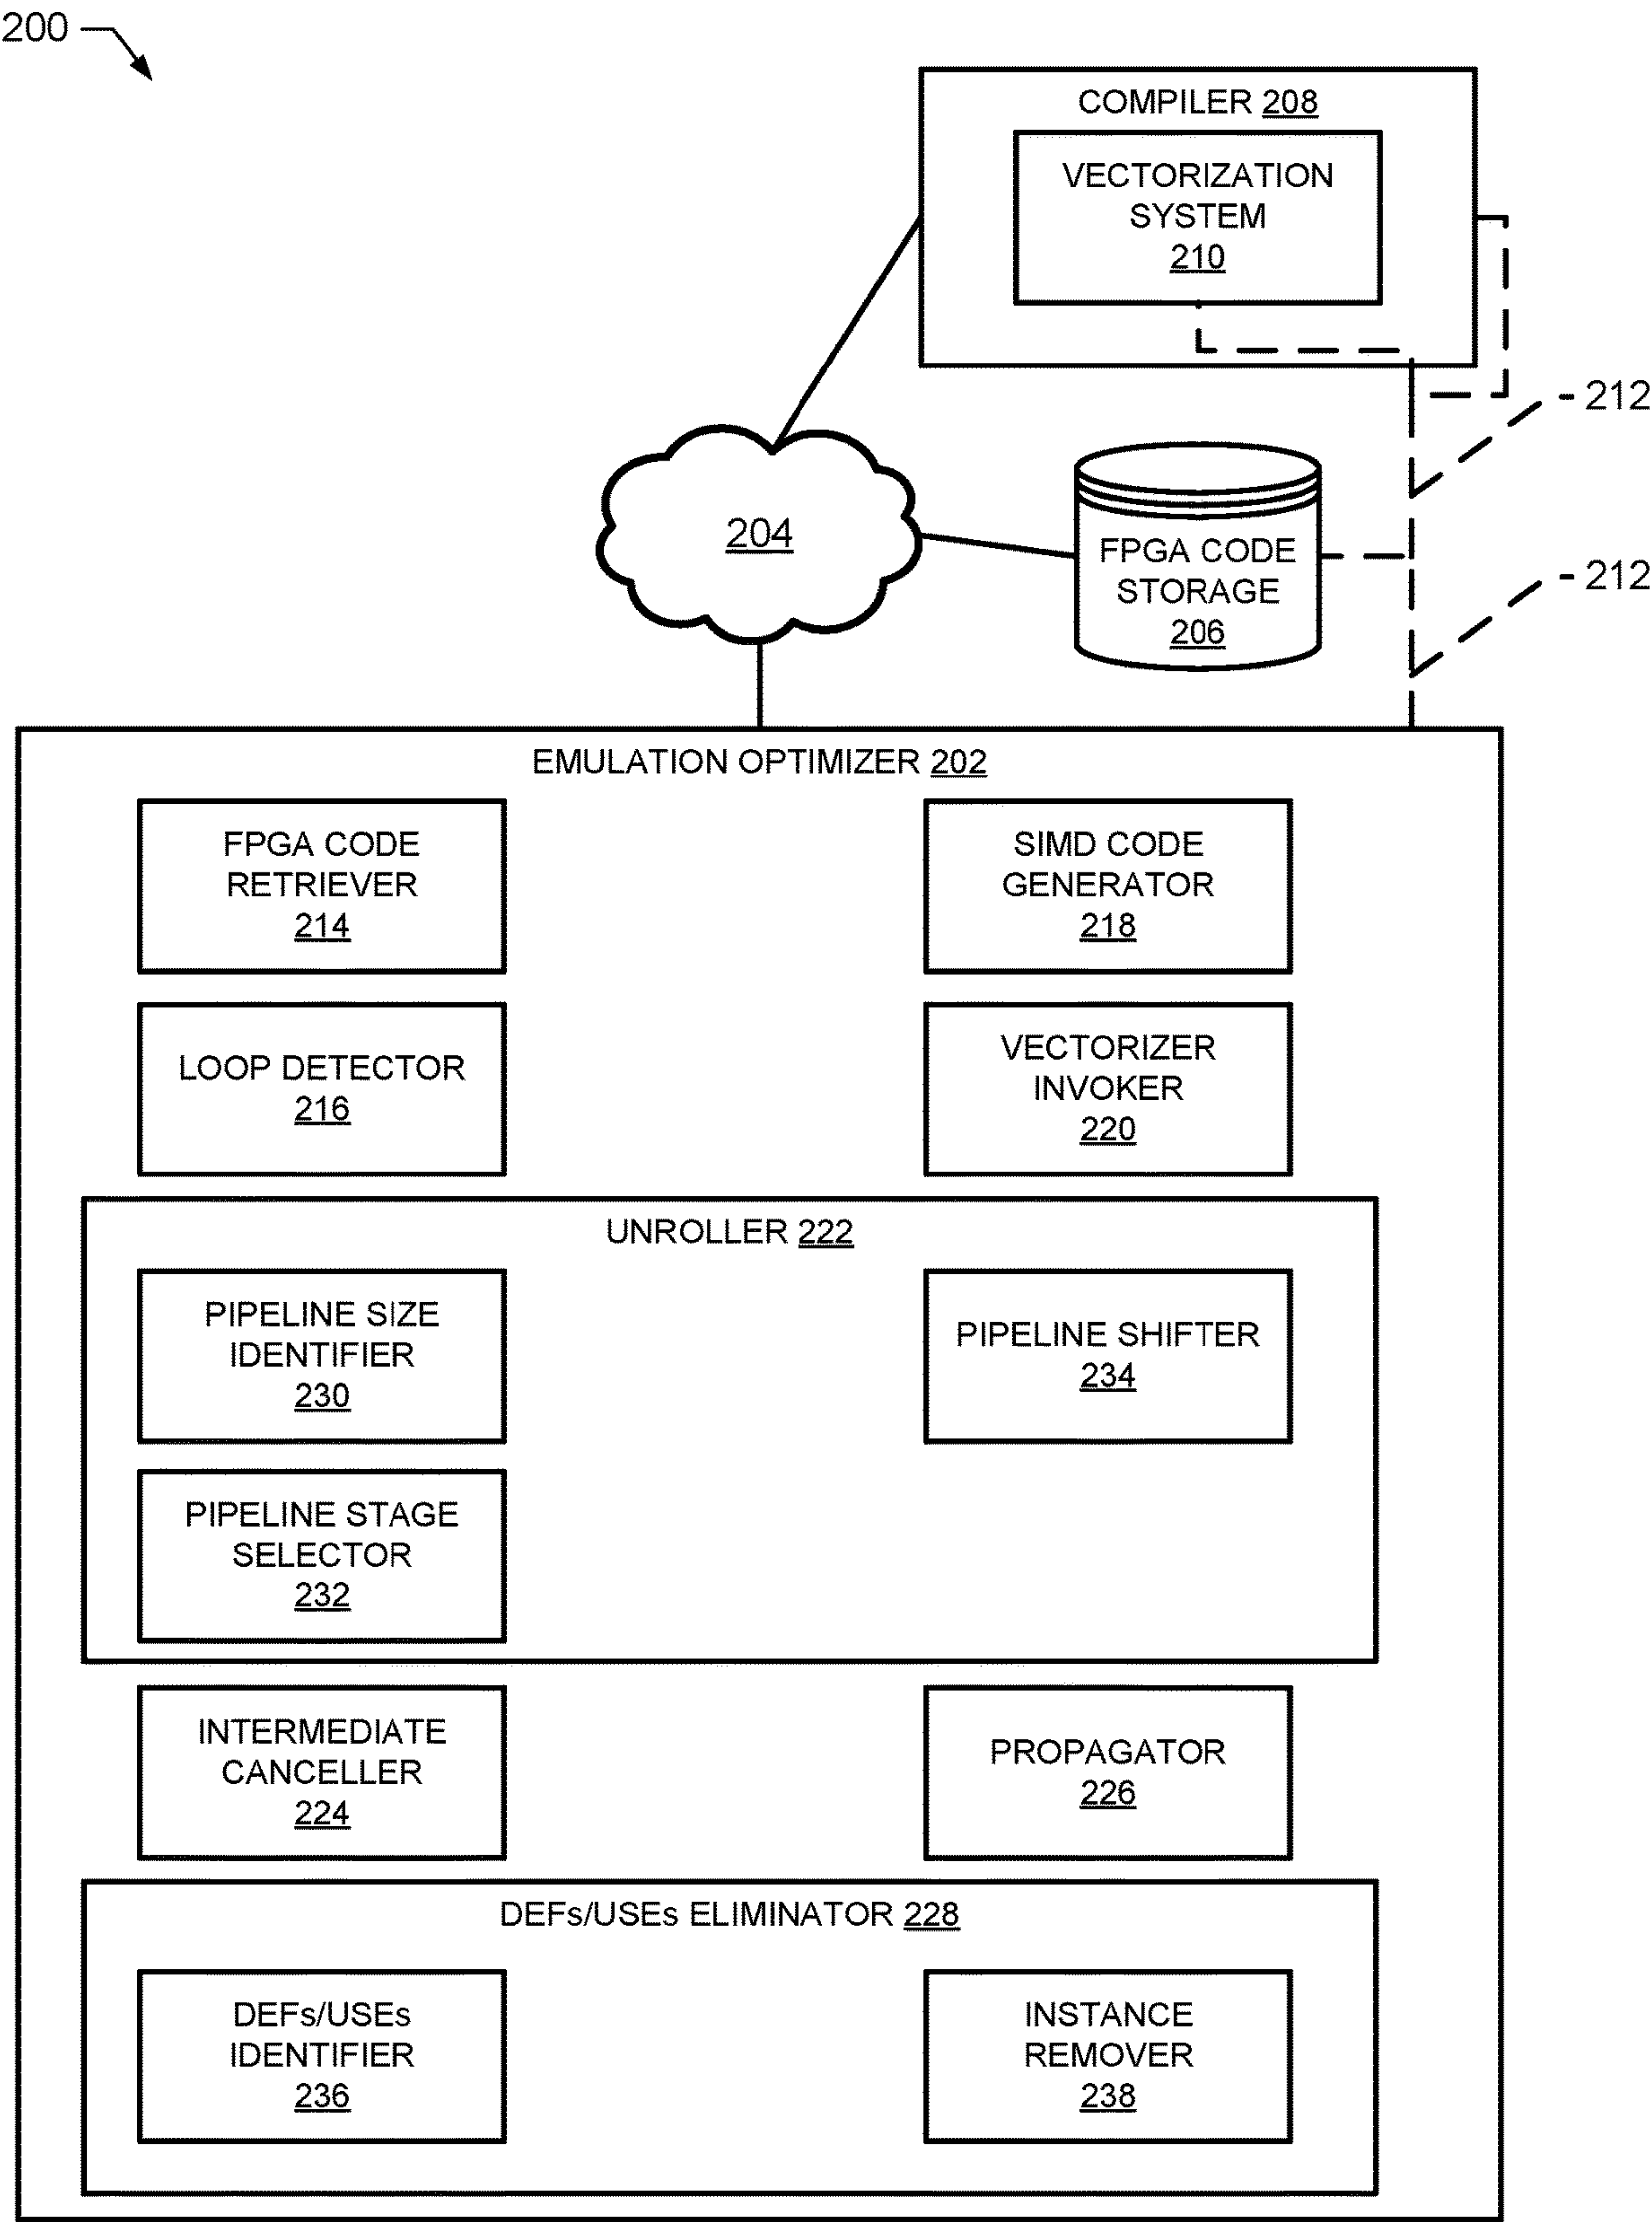 200
COMPILER 208
VECTORIZATION
SYSTEM
210
212
204
FPGA CODE
STORAGE
206
212
EMULATION OPTIMIZER 202
FPGA CODE
RETRIEVER
214
SIMD CODE
GENERATOR
218
LOOP DETECTOR
216
VECTORIZER
INVOKER
220
UNROLLER 222
PIPELINE SIZE
IDENTIFIER
230
PIPELINE SHIFTER
234
PIPELINE STAGE
SELECTOR
232
INTERMEDIATE
CANCELLER
224
PROPAGATOR
226
DEFs/USEs ELIMINATOR 228
DEFs/USEs
IDENTIFIER
236
INSTANCE
REMOVER
238